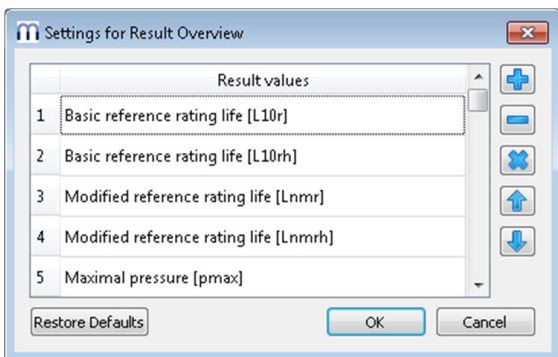 Settings for Result Overview
Result values
1 Basic reference rating life [L10r]
2 Basic reference rating life [L10rh]
3 Modified reference rating life [Lnmr]
4 Modified reference rating life [Lnmrh]
5 Maximal pressure [pmax]
Restore Defaults OK Cancel